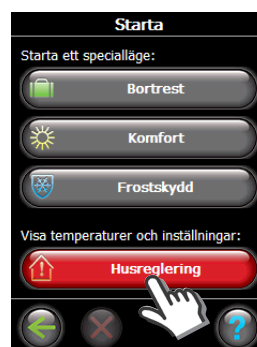 Starta
Starta ett specialläge:
Bortrest
Komfort
Frostskydd
Visa temperaturer och inställningar:
Husreglering
?